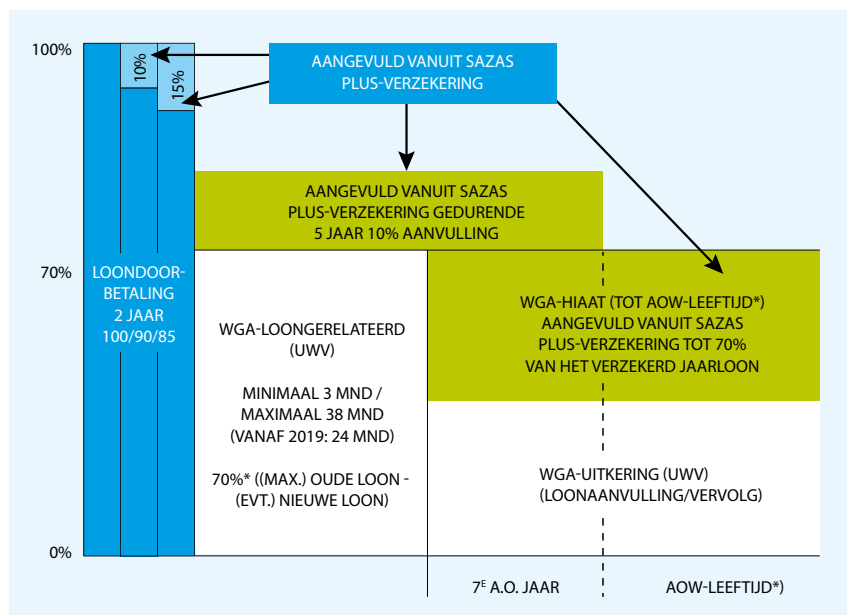 100%
10%
15%
AANGEVULD VANUIT SAZAS
PLUS-VERZEKERING
AANGEVULD VANUIT SAZAS
PLUS-VERZEKERING GEDURENDE
5 JAAR 10% AANVULLING
70%
LOONDOOR-
BETALING
2 JAAR
100/90/85
WGA-LOONGERELATEERD
(UWV)
MINIMAAL 3 MND /
MAXIMAAL 38 MND
(VANAF 2019: 24 MND)
70%* ((MAX.) OUDE LOON -
(EVT.) NIEUWE LOON)
WGA-HIAAT (TOT AOW-LEEFTIJD*)
AANGEVULD VANUIT SAZAS
PLUS-VERZEKERING TOT 70%
VAN HET VERZEKERD JAARLOON
WGA-UITKERING (UWV)
(LOONAANVULLING/VERVOLG)
0%
7E A.O. JAAR
AOW-LEEFTIJD*)